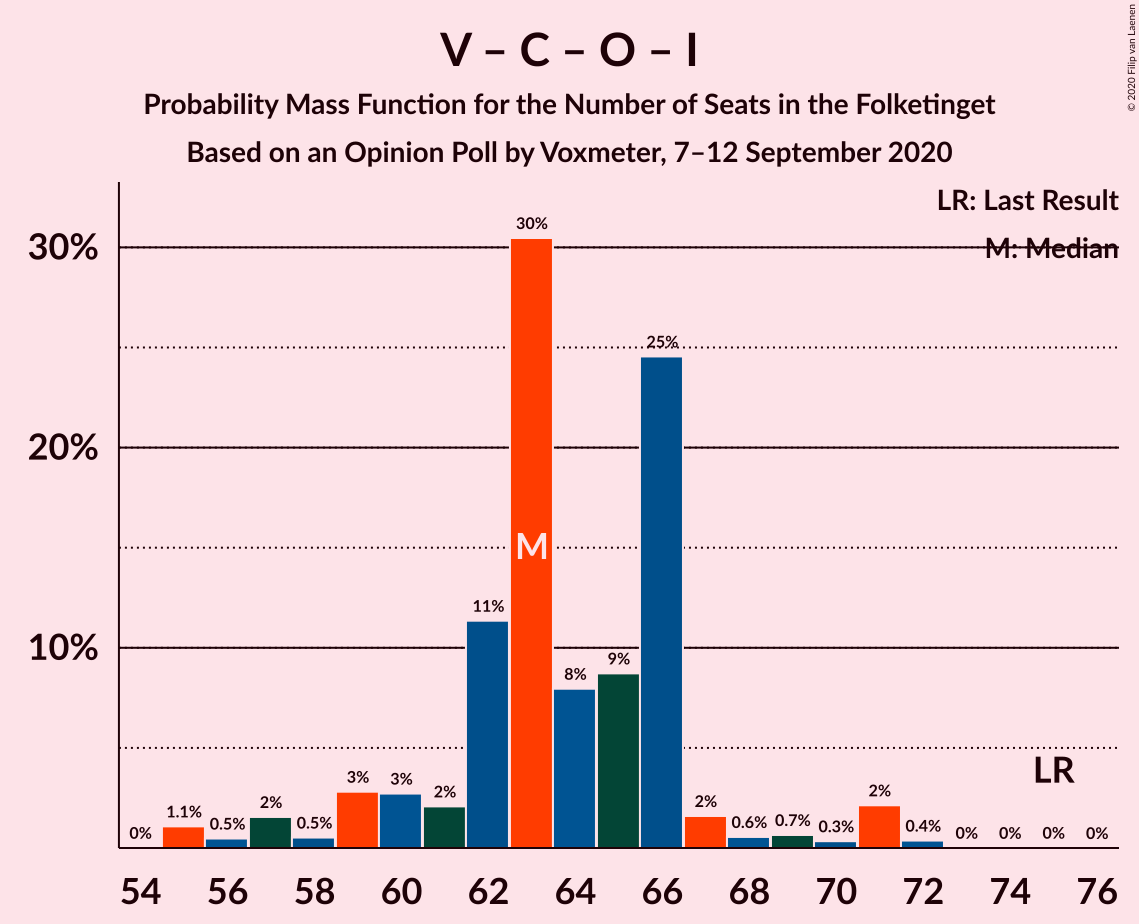 V – C – O – I
Probability Mass Function for the Number of Seats in the Folketinget
Based on an Opinion Poll by Voxmeter, 7–12 September 2020
© 2020 Filip van Laenen
LR: Last Result
M: Median
30%
20%
10%
0%
1.1%
0.5%
2%
0.5%
3%
3%
2%
11%
30%
8%
9%
25%
2%
0.6%
0.7%
0.3%
2%
0.4%
0%
0%
0%
0%
M
LR
54 56 58 60 62 64 66 68 70 72 74 76